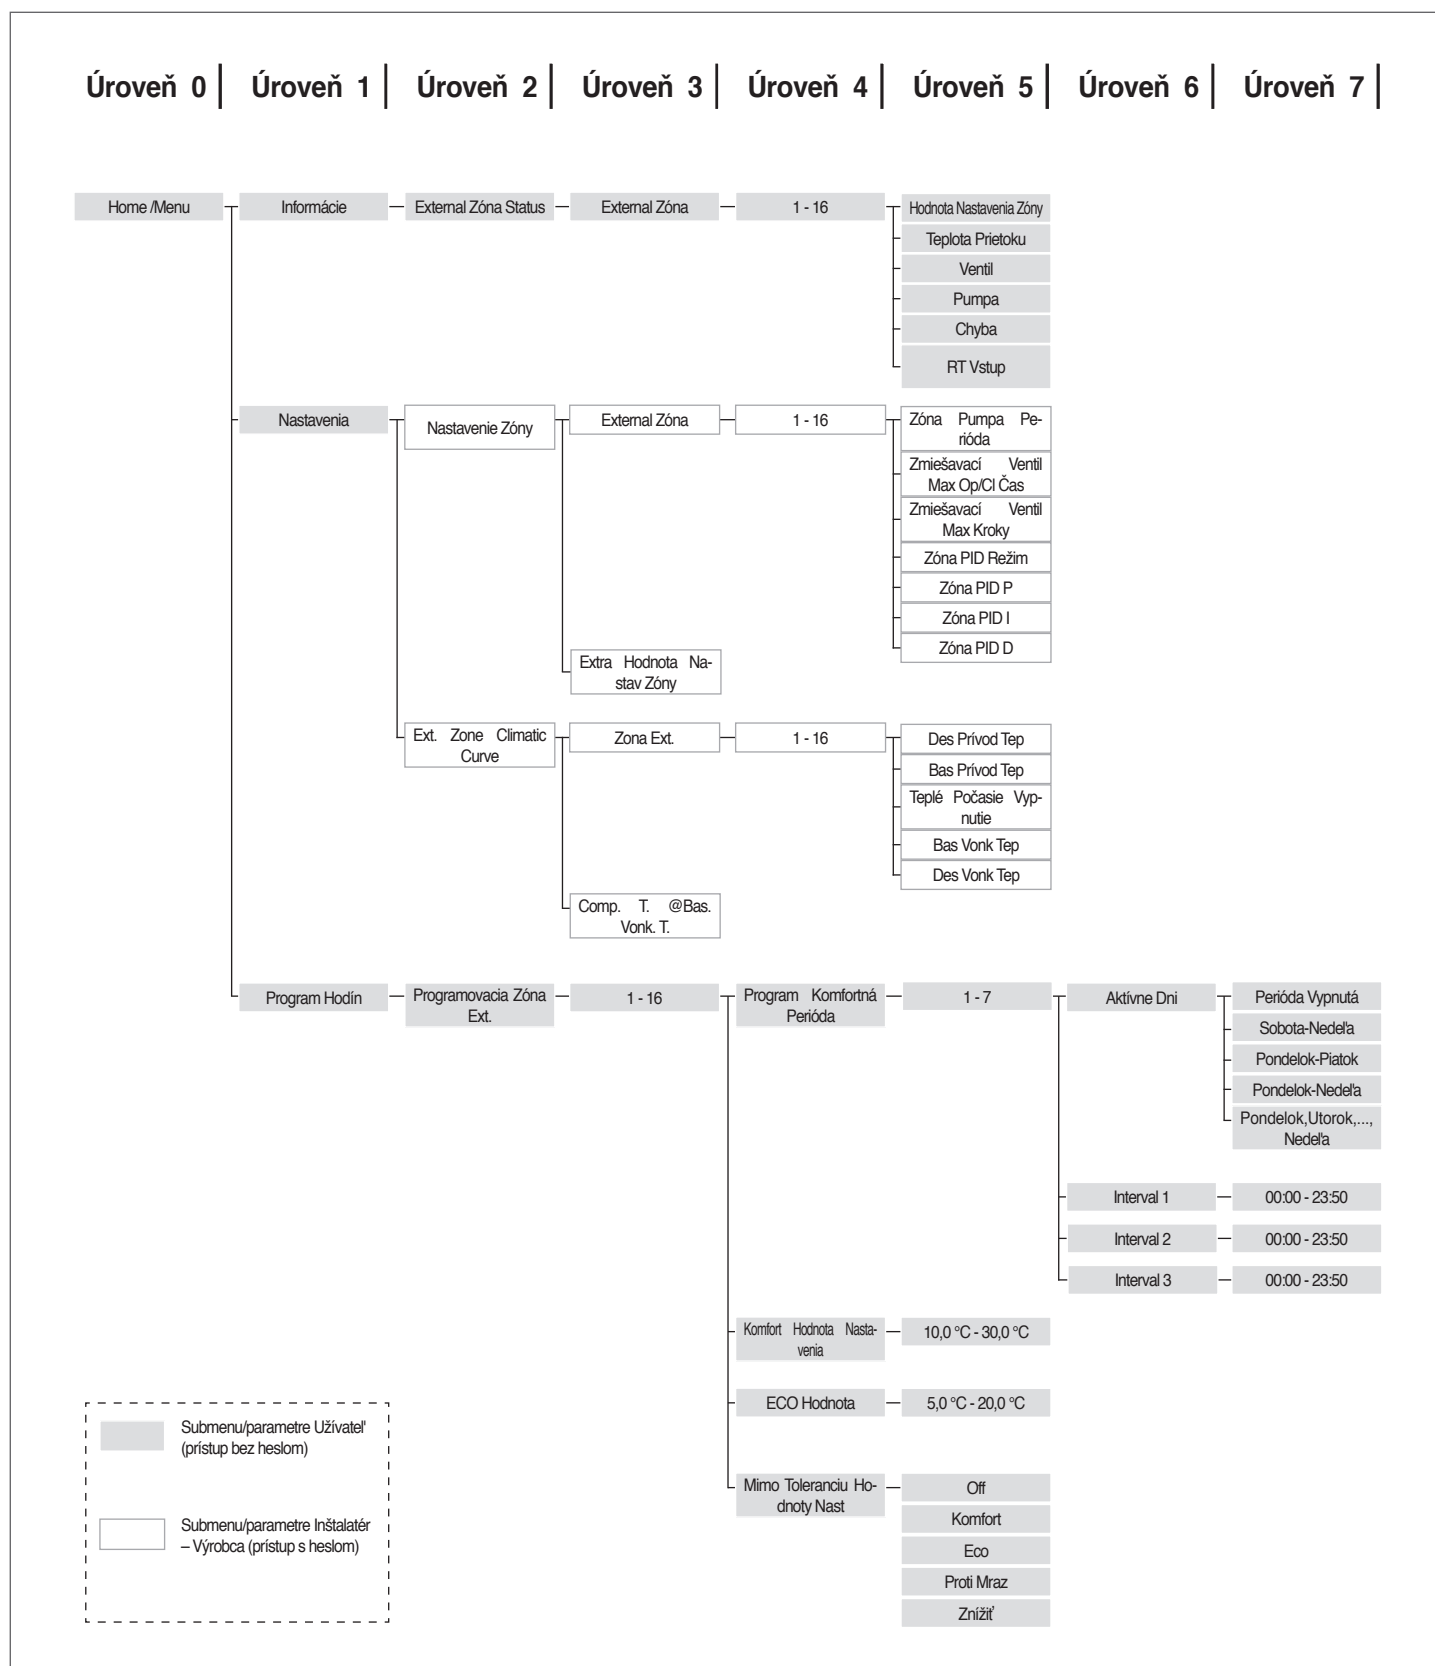 Úroveň 0 Úroveň 1 Úroveň 2 Úroveň 3 Úroveň 4 Úroveň 5 Úroveň 6 Úroveň 7
Home /Menu Informácie External Zóna Status External Zóna 1 - 16 Hodnota Nastavenia Zóny
Teplota Prietoku
Ventil
Pumpa
Chyba
RT Vstup
Nastavenia Nastavenie Zóny External Zóna 1 - 16 Zóna Pumpa Pe-
rióda
Zmiešavací Ventil
Max Op/Cl Čas
Zmiešavací Ventil
Max Kroky
Zóna PID Režim
Zóna PID P
Zóna PID I
Zóna PID D
Extra Hodnota Na-
stav Zóny
Ext. Zone Climatic
Curve
Zona Ext. 1 - 16 Des Prívod Tep
Bas Prívod Tep
Teplé Počasie Vyp-
nutie
Bas Vonk Tep
Des Vonk Tep
Comp. T. @Bas.
Vonk. T.
Program Hodín Programovacia Zóna
Ext.
1 - 16 Program Komfortná
Perióda
1 - 7 Aktívne Dni Perióda Vypnutá
Sobota-Nedeľa
Pondelok-Piatok
Pondelok-Nedeľa
Pondelok,Utorok,...,
Nedeľa
Interval 1 00:00 - 23:50
Interval 2 00:00 - 23:50
Interval 3 00:00 - 23:50
Komfort Hodnota Nasta-
venia
10,0 °C - 30,0 °C
ECO Hodnota 5,0 °C - 20,0 °C
Mimo Toleranciu Ho-
dnoty Nast
Off
Komfort
Eco
Proti Mraz
Znížiť
Submenu/parametre Užívateľ
(prístup bez heslom)
Submenu/parametre Inštalatér
– Výrobca (prístup s heslom)